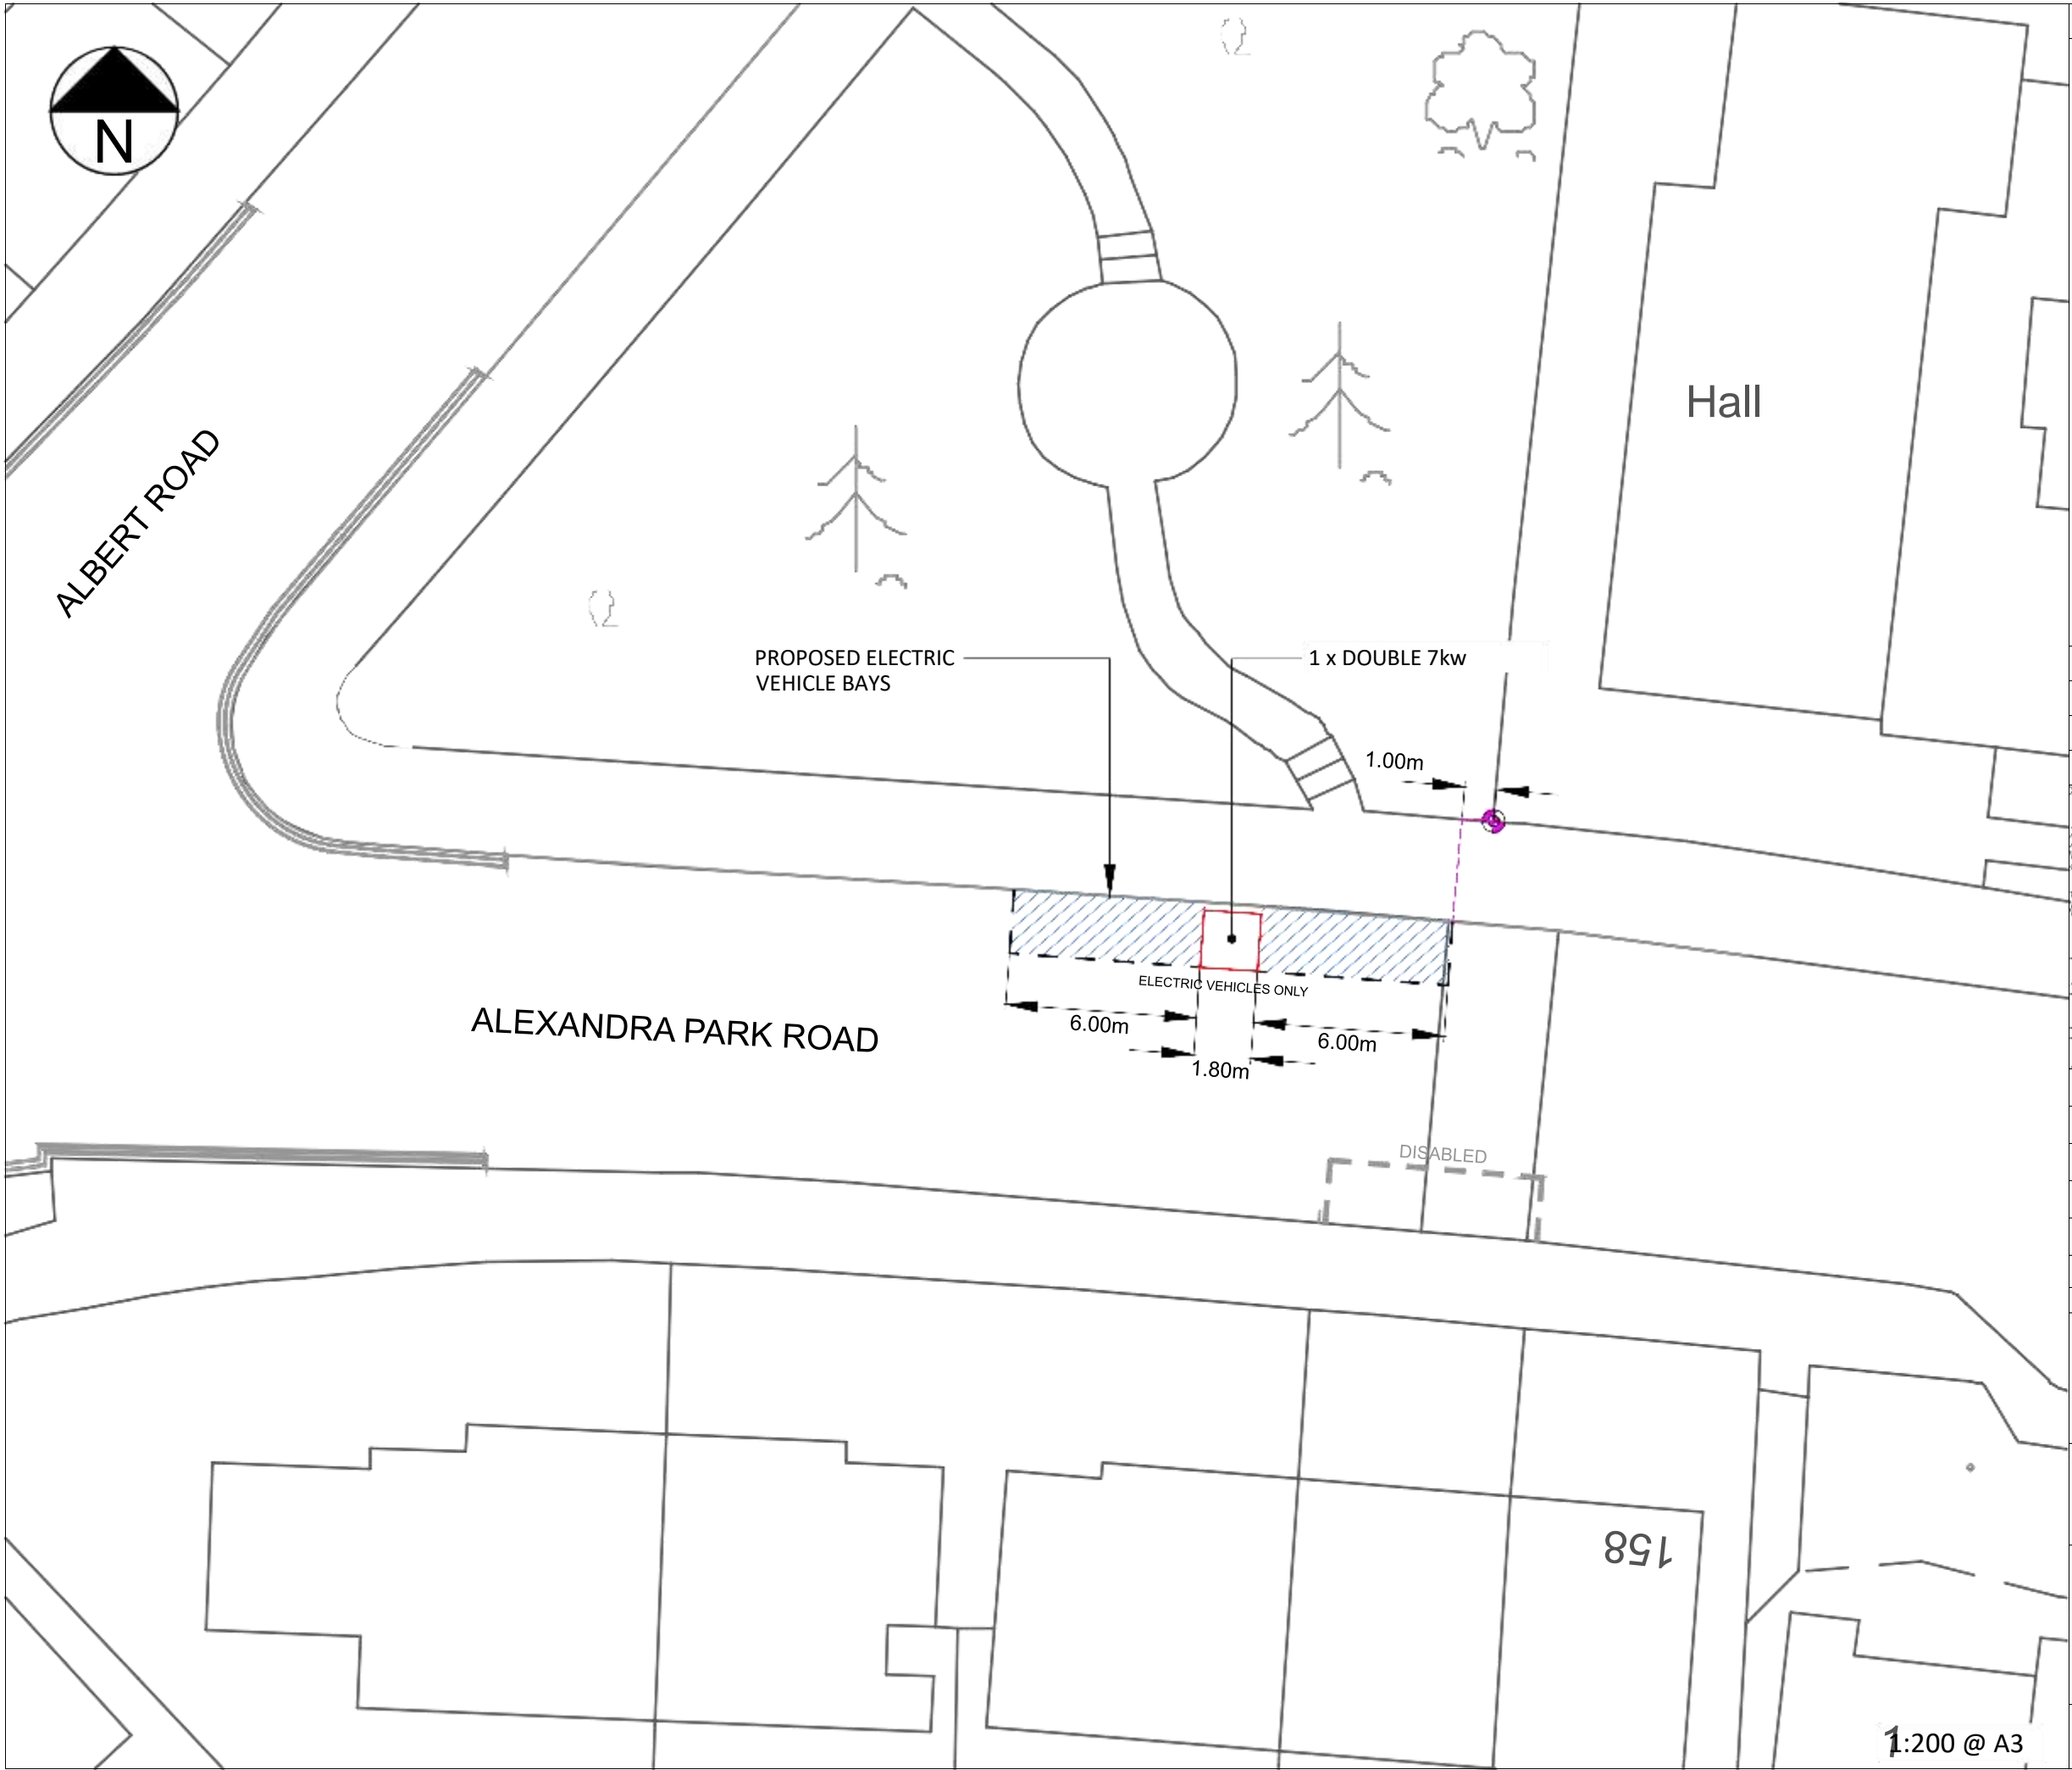 N
Hall
ALBERT ROAD
PROPOSED ELECTRIC
VEHICLE BAYS
1 x DOUBLE 7kw
1.00m
ELECTRIC VEHICLES ONLY
ALEXANDRA PARK ROAD
6.00m
6.00m
1.80m
DISABLED
158
1
1:200 @ A3